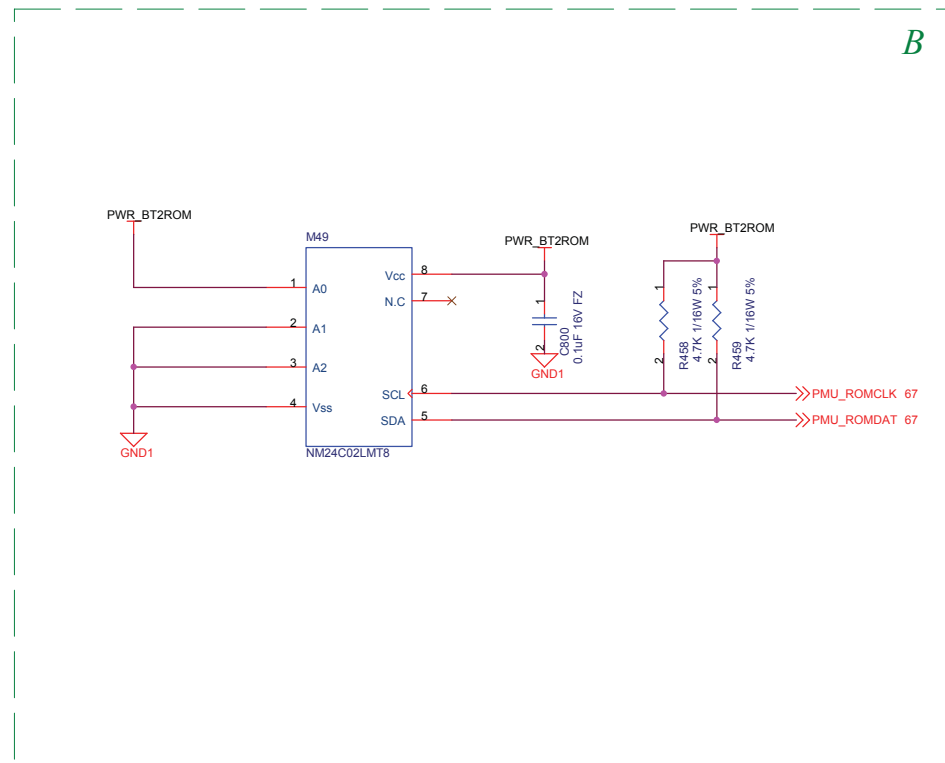 B
PWR_BT2ROM
M49
PWR_BT2ROM
PWR_BT2ROM
1 A0
2 A1
3 A2
4 Vss
Vcc 8
N.C 7
SCL 6
SDA 5
NM24C02LMT8
GND1
1
2
C800
0.1uF 16V FZ
GND1
1
2
R458
4.7K 1/16W 5%
1
2
R459
4.7K 1/16W 5%
PMU_ROMCLK 67
PMU_ROMDAT 67